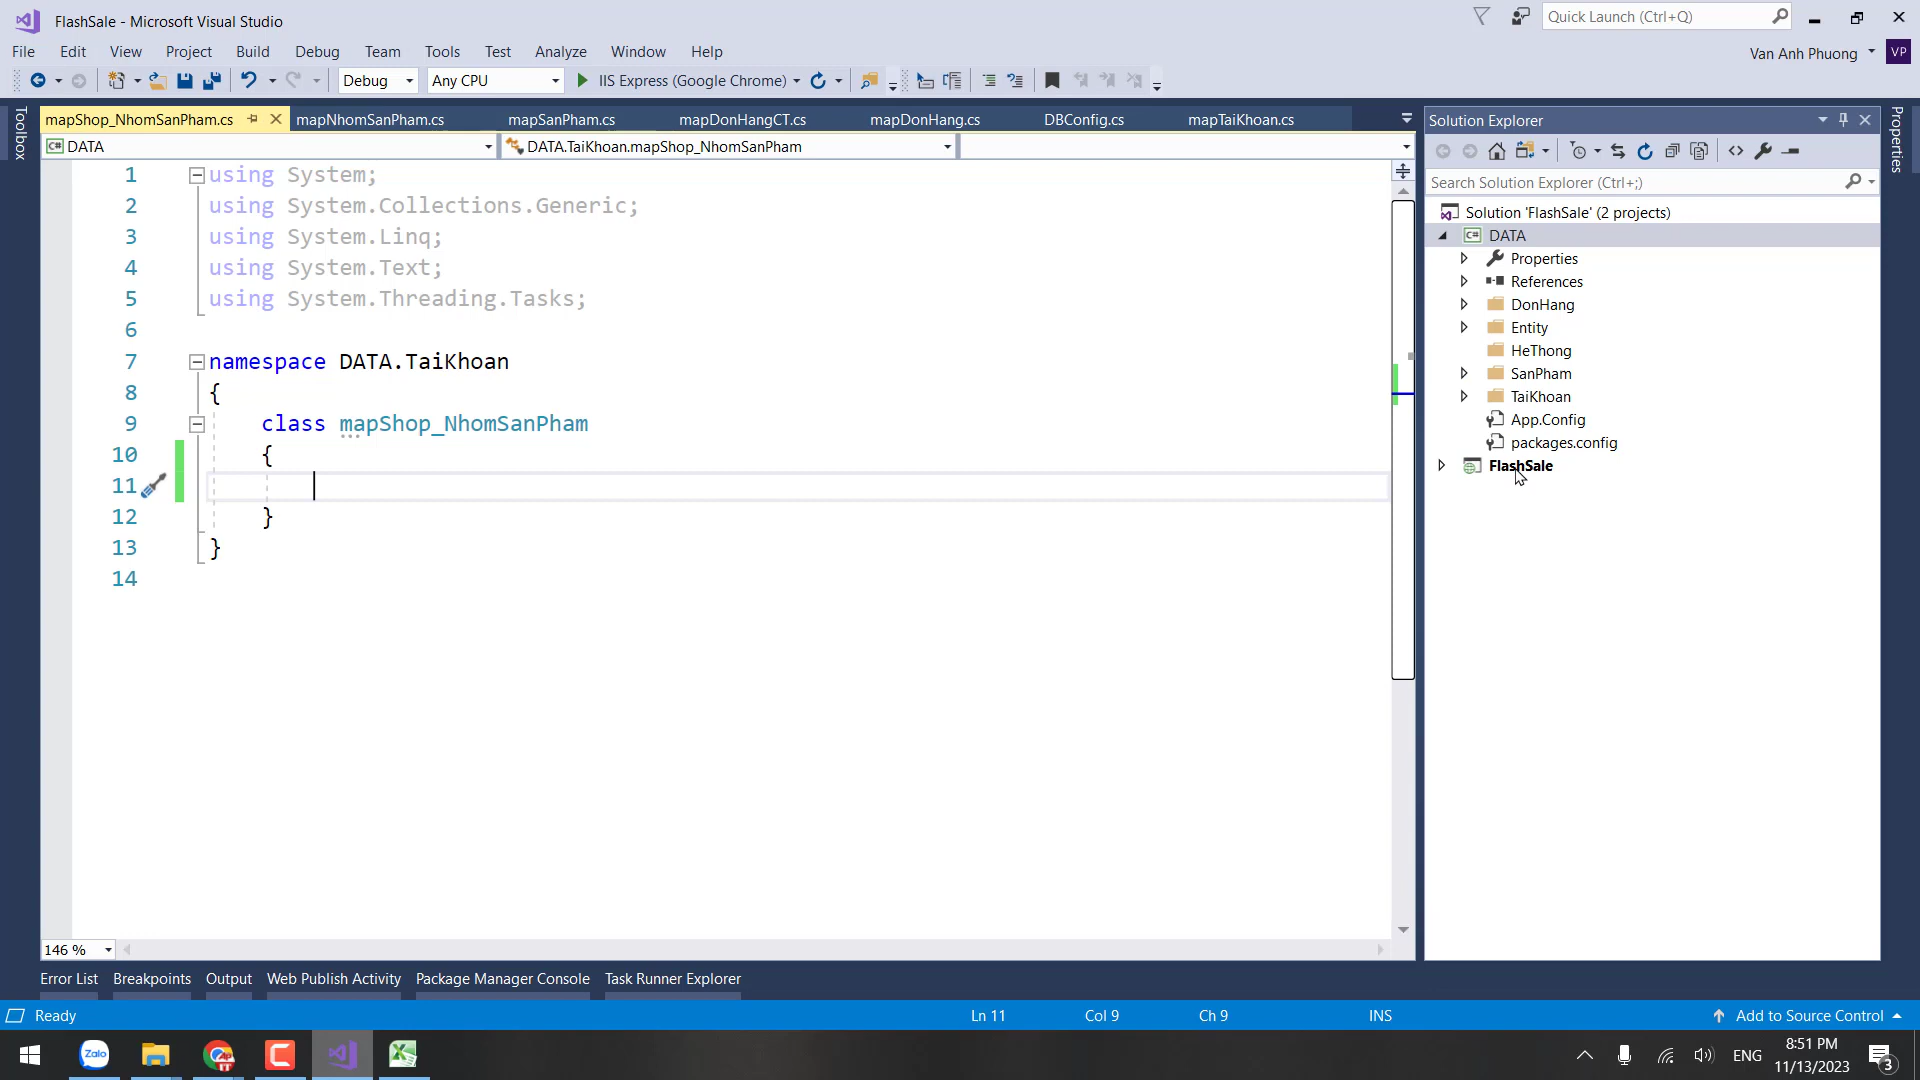 FlashSale - Microsoft Visual Studio
Quick Launch (Ctrl+Q)
File Edit View Project Build Debug Team Tools Test Analyze Window Help
Van Anh Phuong VP
Debug Any CPU IIS Express (Google Chrome)
Toolbox
mapShop_NhomSanPham.cs mapNhomSanPham.cs mapSanPham.cs mapDonHangCT.cs mapDonHang.cs DBConfig.cs mapTaiKhoan.cs
DATA DATA.TaiKhoan.mapShop_NhomSanPham
1 using System;
2 using System.Collections.Generic;
3 using System.Linq;
4 using System.Text;
5 using System.Threading.Tasks;
6
7 namespace DATA.TaiKhoan
8 {
9 class mapShop_NhomSanPham
10 {
11
12 }
13 }
14
146 %
Solution Explorer
Properties
Search Solution Explorer (Ctrl+;)
Solution 'FlashSale' (2 projects)
C# DATA
Properties
References
DonHang
Entity
HeThong
SanPham
TaiKhoan
App.Config
packages.config
FlashSale
Error List Breakpoints Output Web Publish Activity Package Manager Console Task Runner Explorer
Ready Ln 11 Col 9 Ch 9 INS Add to Source Control
Zalo
ENG
8:51 PM
11/13/2023
3